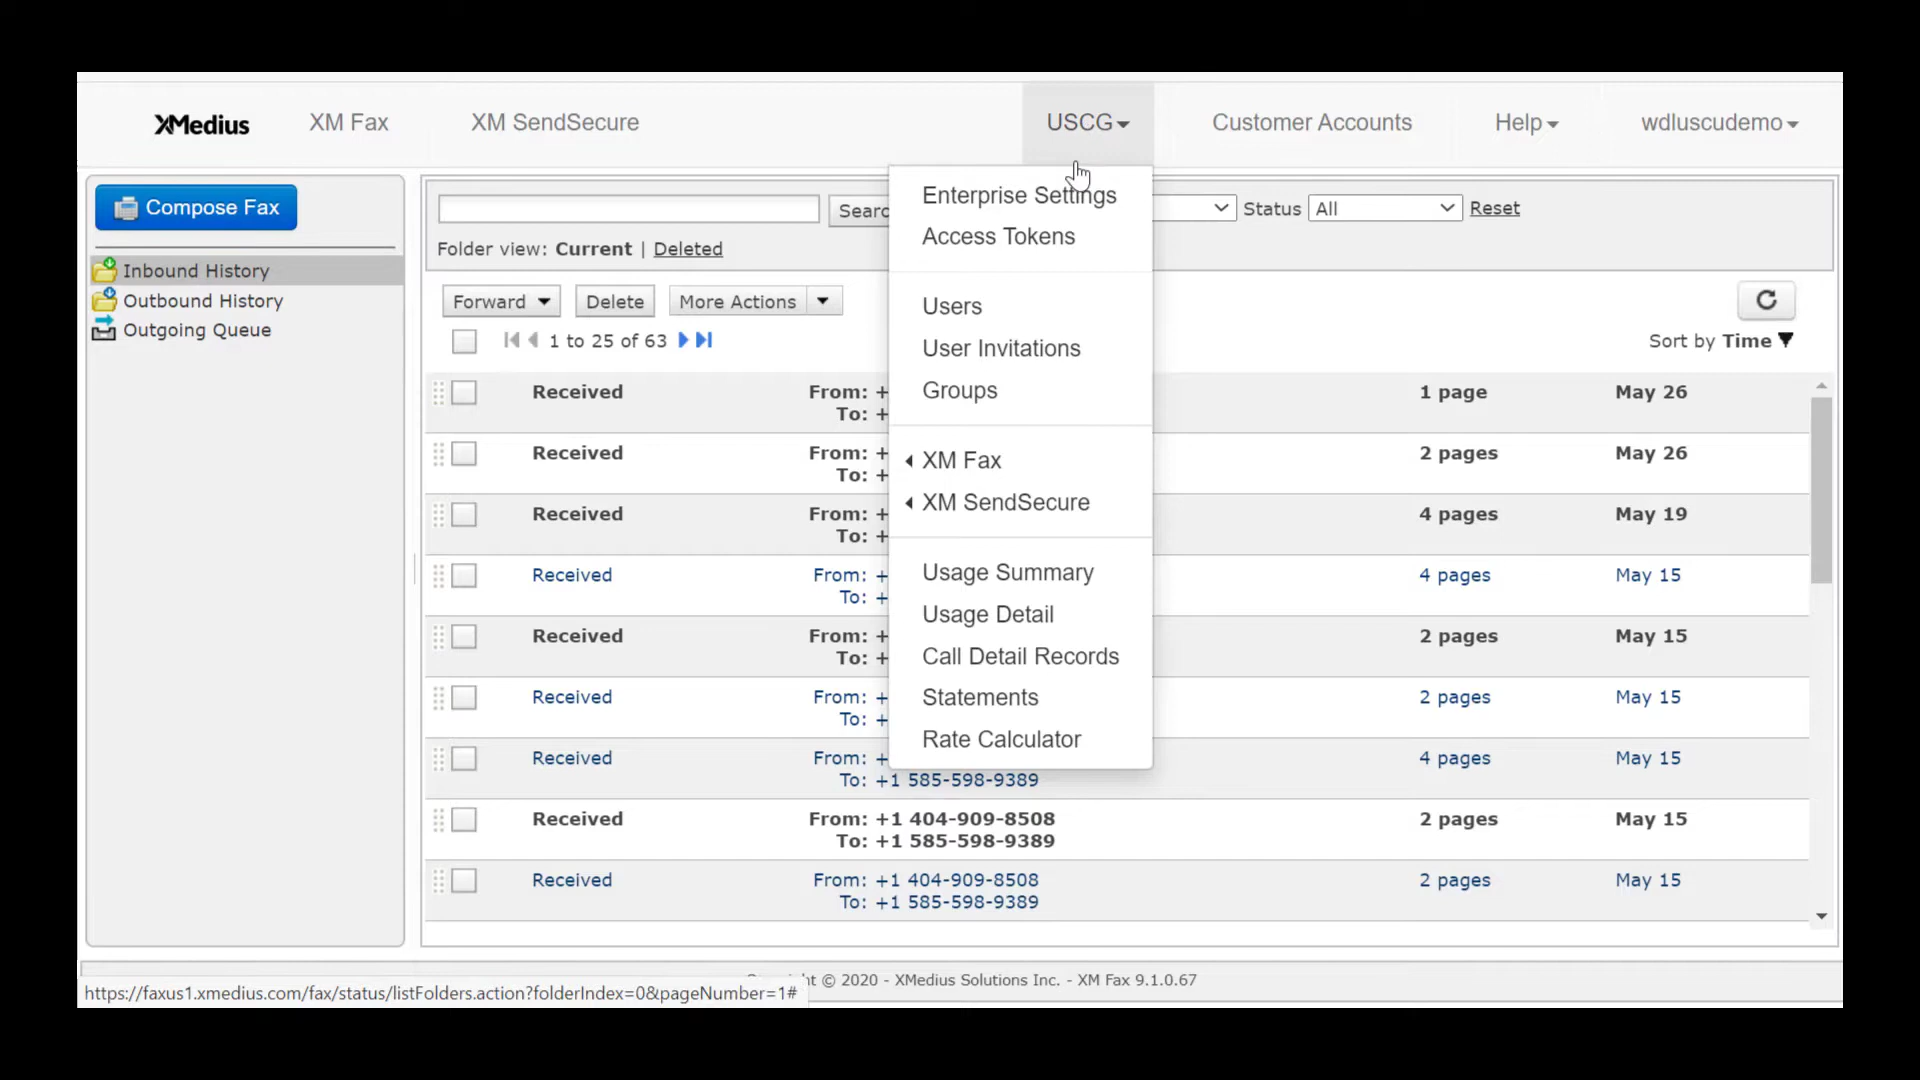 XMedius XM Fax XM SendSecure USCG Customer Accounts Help wdluscudemo
Compose Fax
Inbound History
Outbound History
Outgoing Queue
Status All Reset
Folder view: Current | Deleted
Forward Delete More Actions
1 to 25 of 63
Sort by Time
Enterprise Settings
Access Tokens
Users
User Invitations
Groups
XM Fax
XM SendSecure
Usage Summary
Usage Detail
Call Detail Records
Statements
Rate Calculator
Received From: + 1 page May 26
To: +
Received From: + 2 pages May 26
To: +
Received From: + 4 pages May 19
To: +
Received From: + 4 pages May 15
To: +
Received From: + 2 pages May 15
To: +
Received From: + 2 pages May 15
To: +
Received From: + 4 pages May 15
To: +1 585-598-9389
Received From: +1 404-909-8508 2 pages May 15
To: +1 585-598-9389
Received From: +1 404-909-8508 2 pages May 15
To: +1 585-598-9389
© 2020 - XMedius Solutions Inc. - XM Fax 9.1.0.67
https://faxus1.xmedius.com/fax/status/listFolders.action?folderIndex=0&pageNumber=1#